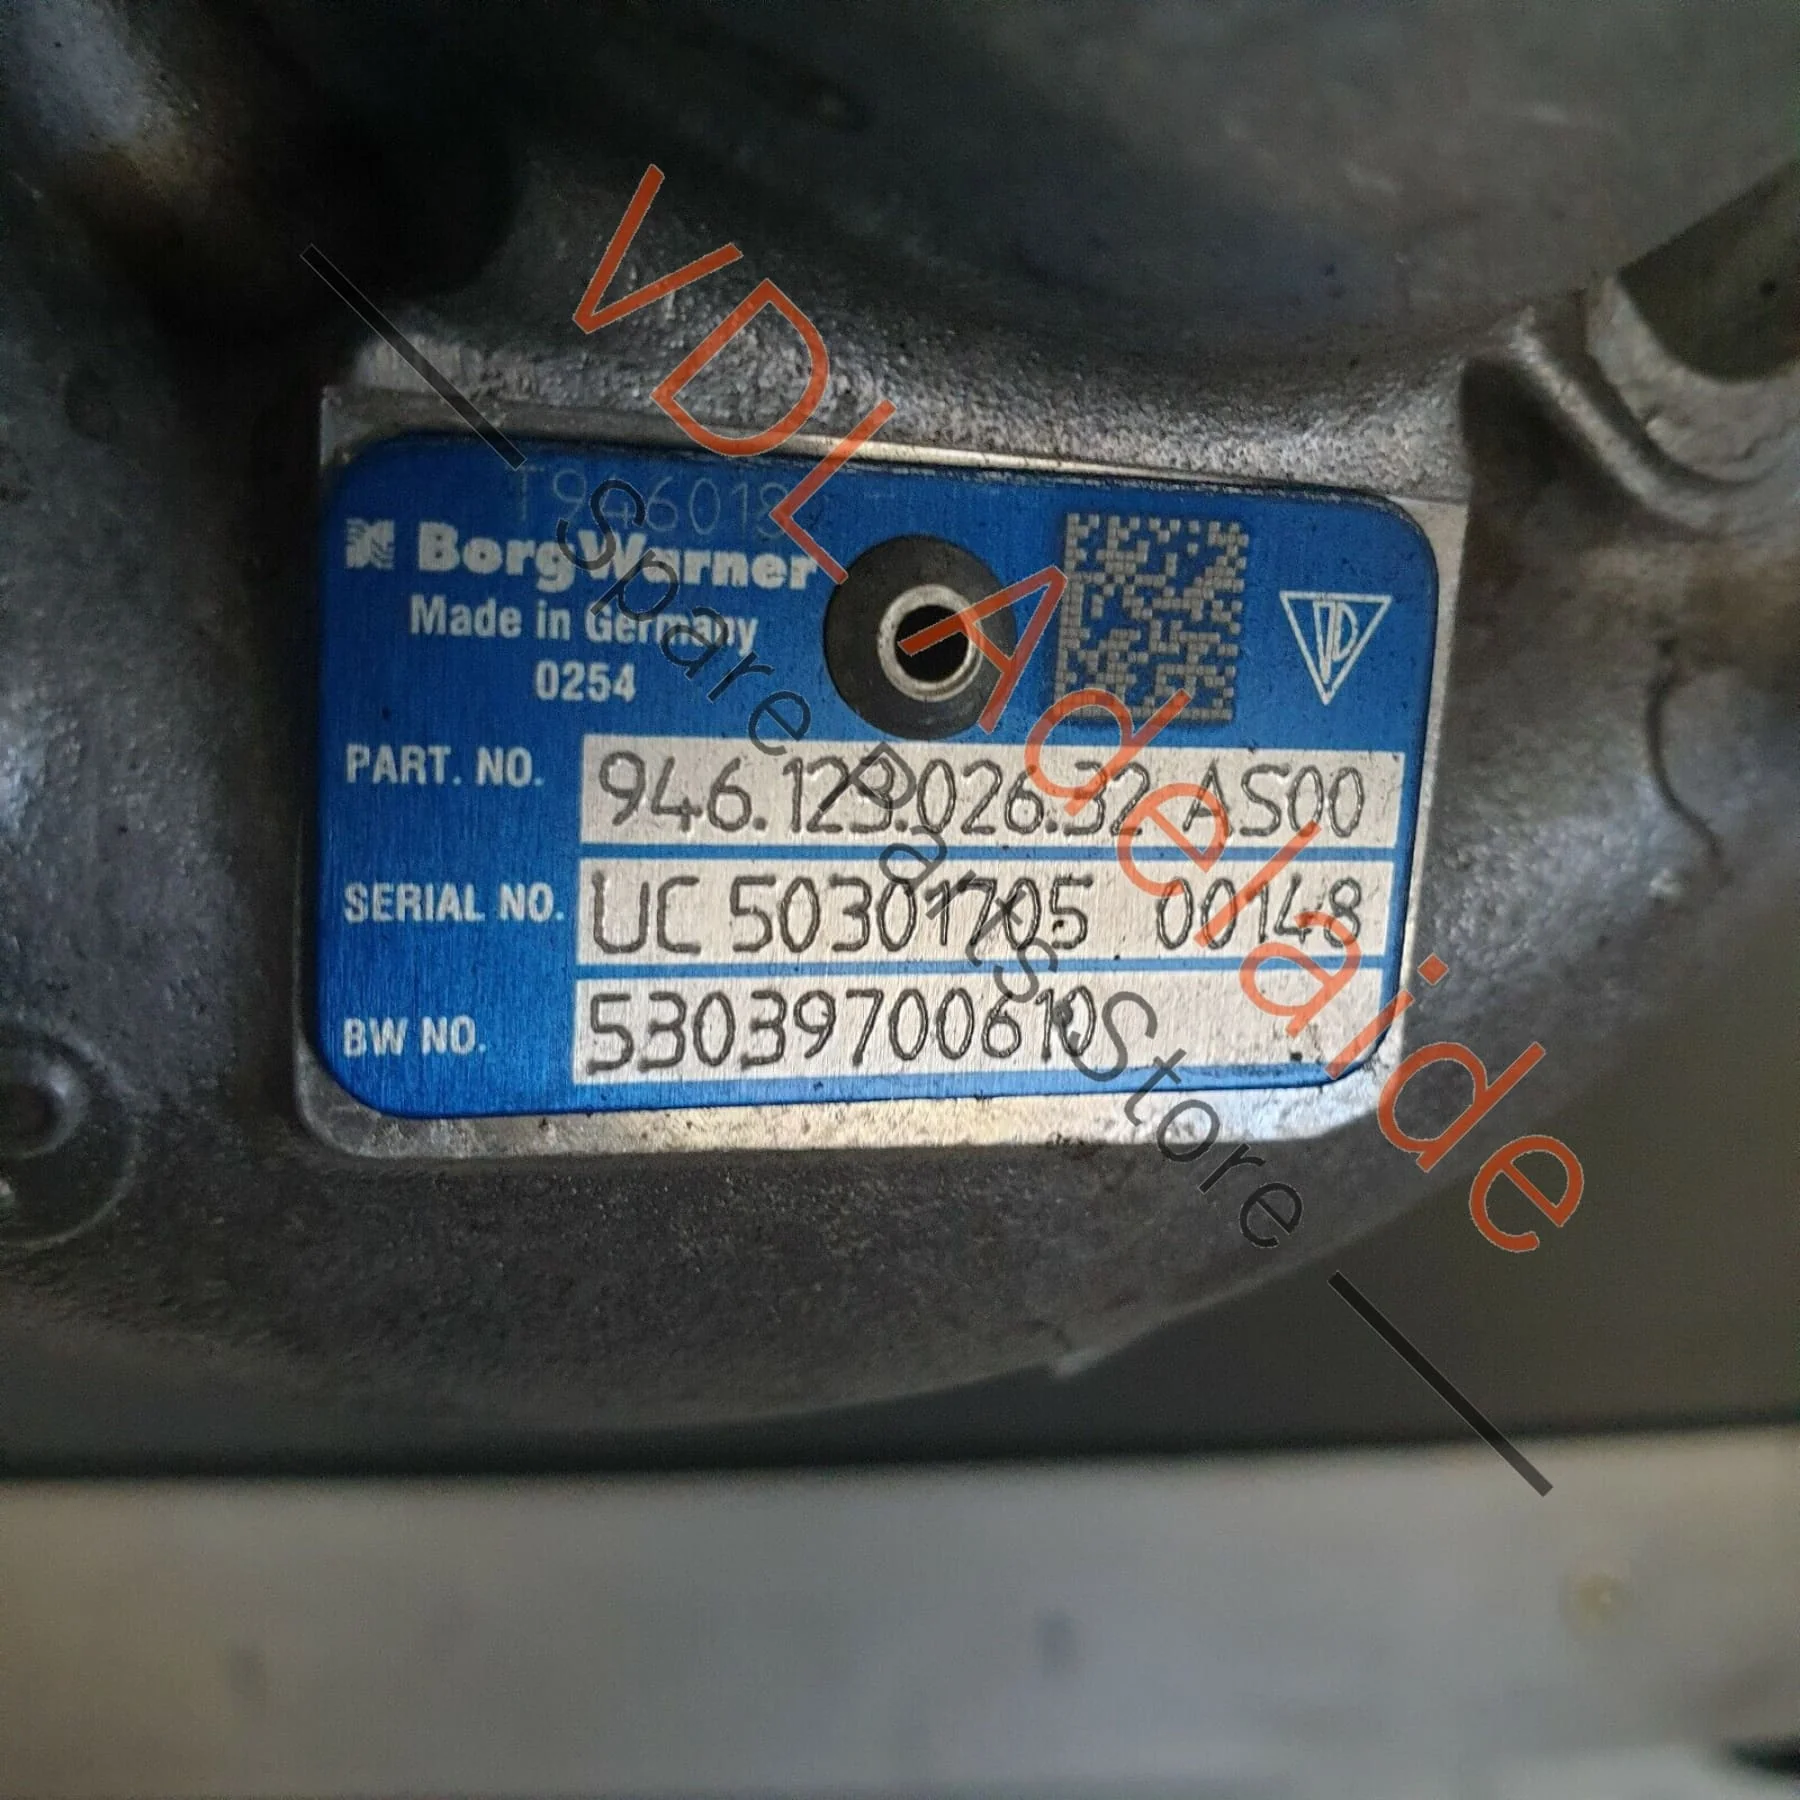 T946018
BorgWarner
Made in Germany
0254
PART. NO. 946.123.026.32 AS00
SERIAL NO. UC 50301705 00148
BW NO. 53039700610
VDL Adelaide
Spare Parts Store